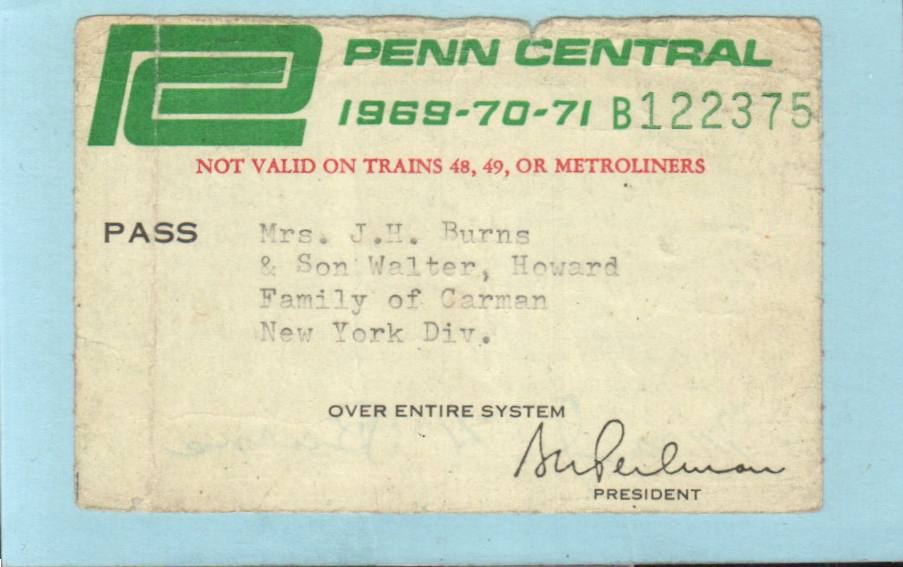 PENN CENTRAL
1969-70-71 B122375
NOT VALID ON TRAINS 48, 49, OR METROLINERS
PASS Mrs. J.H. Burns
& Son Walter, Howard
Family of Carman
New York Div.
OVER ENTIRE SYSTEM
PRESIDENT